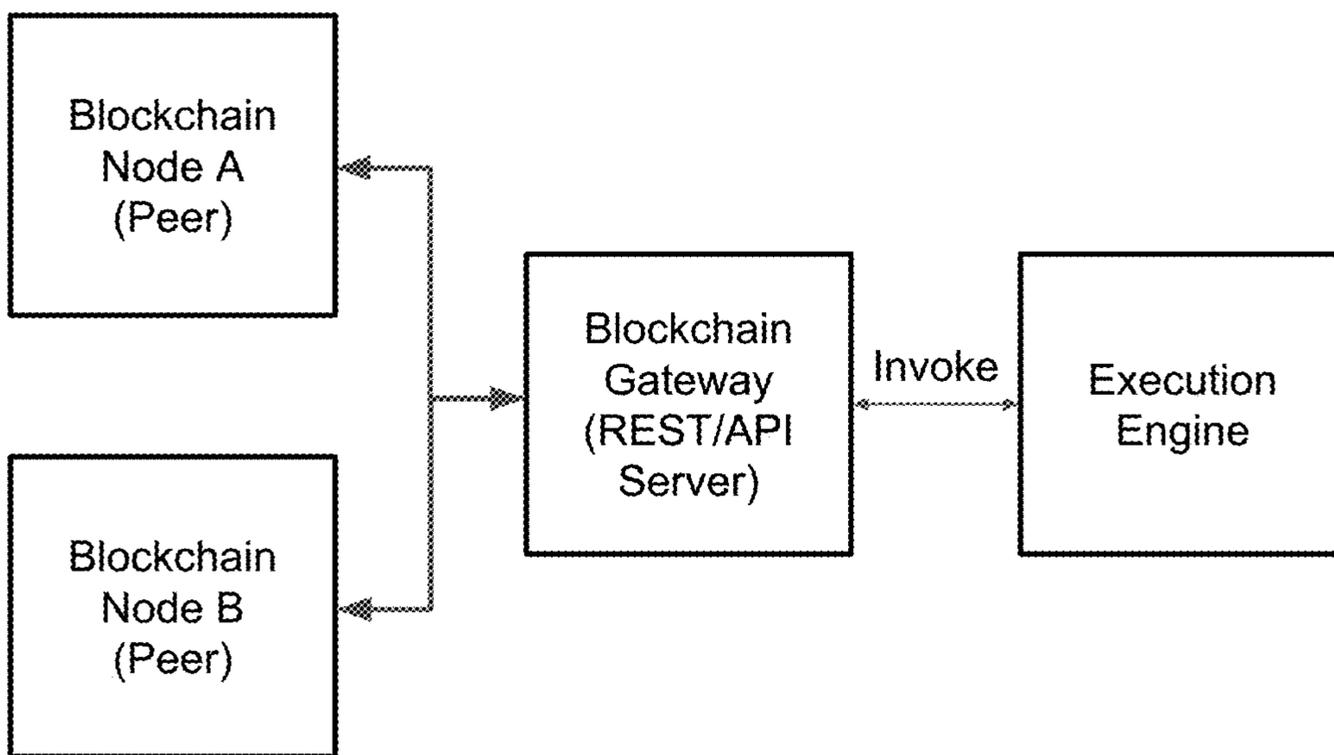 Blockchain
Node A
(Peer)
Blockchain
Node B
(Peer)
Blockchain
Gateway
(REST/API
Server)
Invoke
Execution
Engine